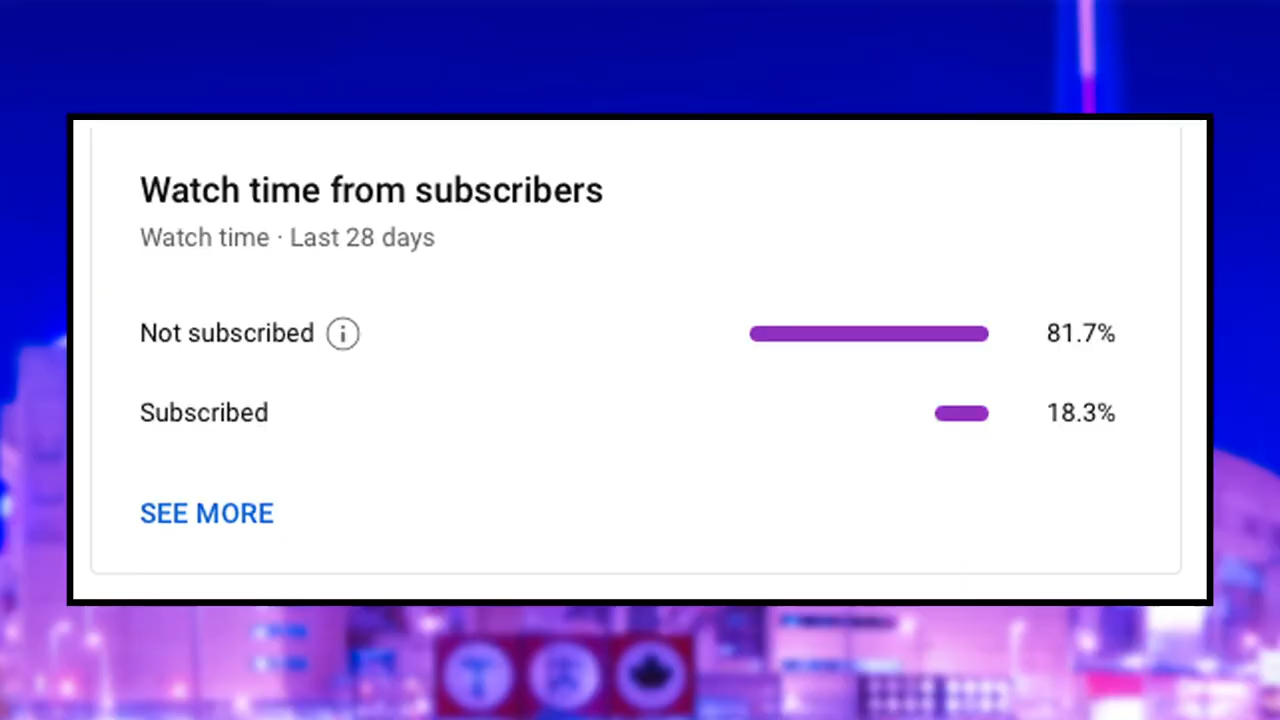 Watch time from subscribers
Watch time · Last 28 days
Not subscribed 81.7%
Subscribed 18.3%
SEE MORE